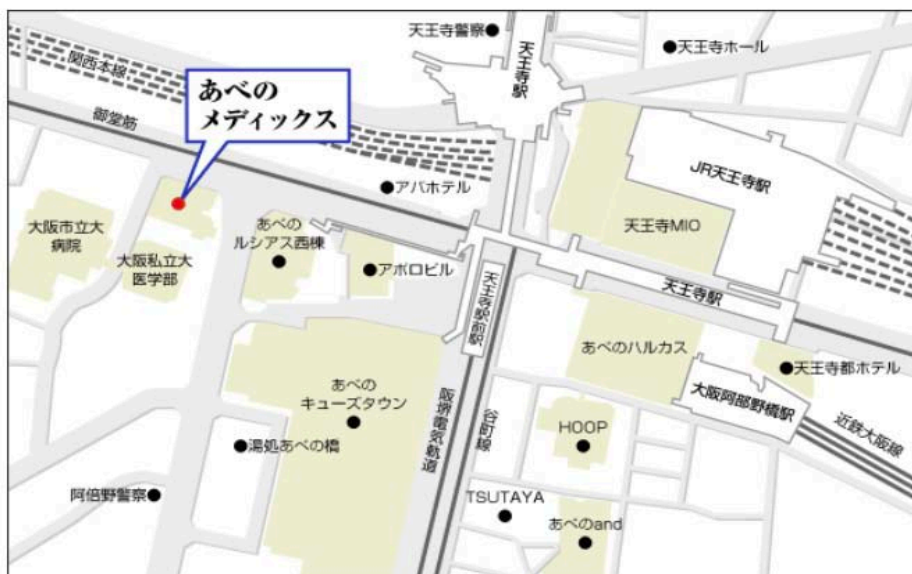 天王寺警察
天王寺駅
天王寺ホール
関西本線
あべの
メディックス
御堂筋
アパホテル
JR天王寺駅
大阪市立大
病院
大阪私立大
医学部
あべの
ルシアス西棟
アポロビル
天王寺MIO
天王寺駅
天王寺駅前駅
あべのハルカス
天王寺都ホテル
大阪阿部野橋駅
近鉄大阪線
あべの
キューズタウン
阪堺電気軌道
谷町線
HOOP
湯処あべの橋
阿倍野警察
TSUTAYA
あべのand